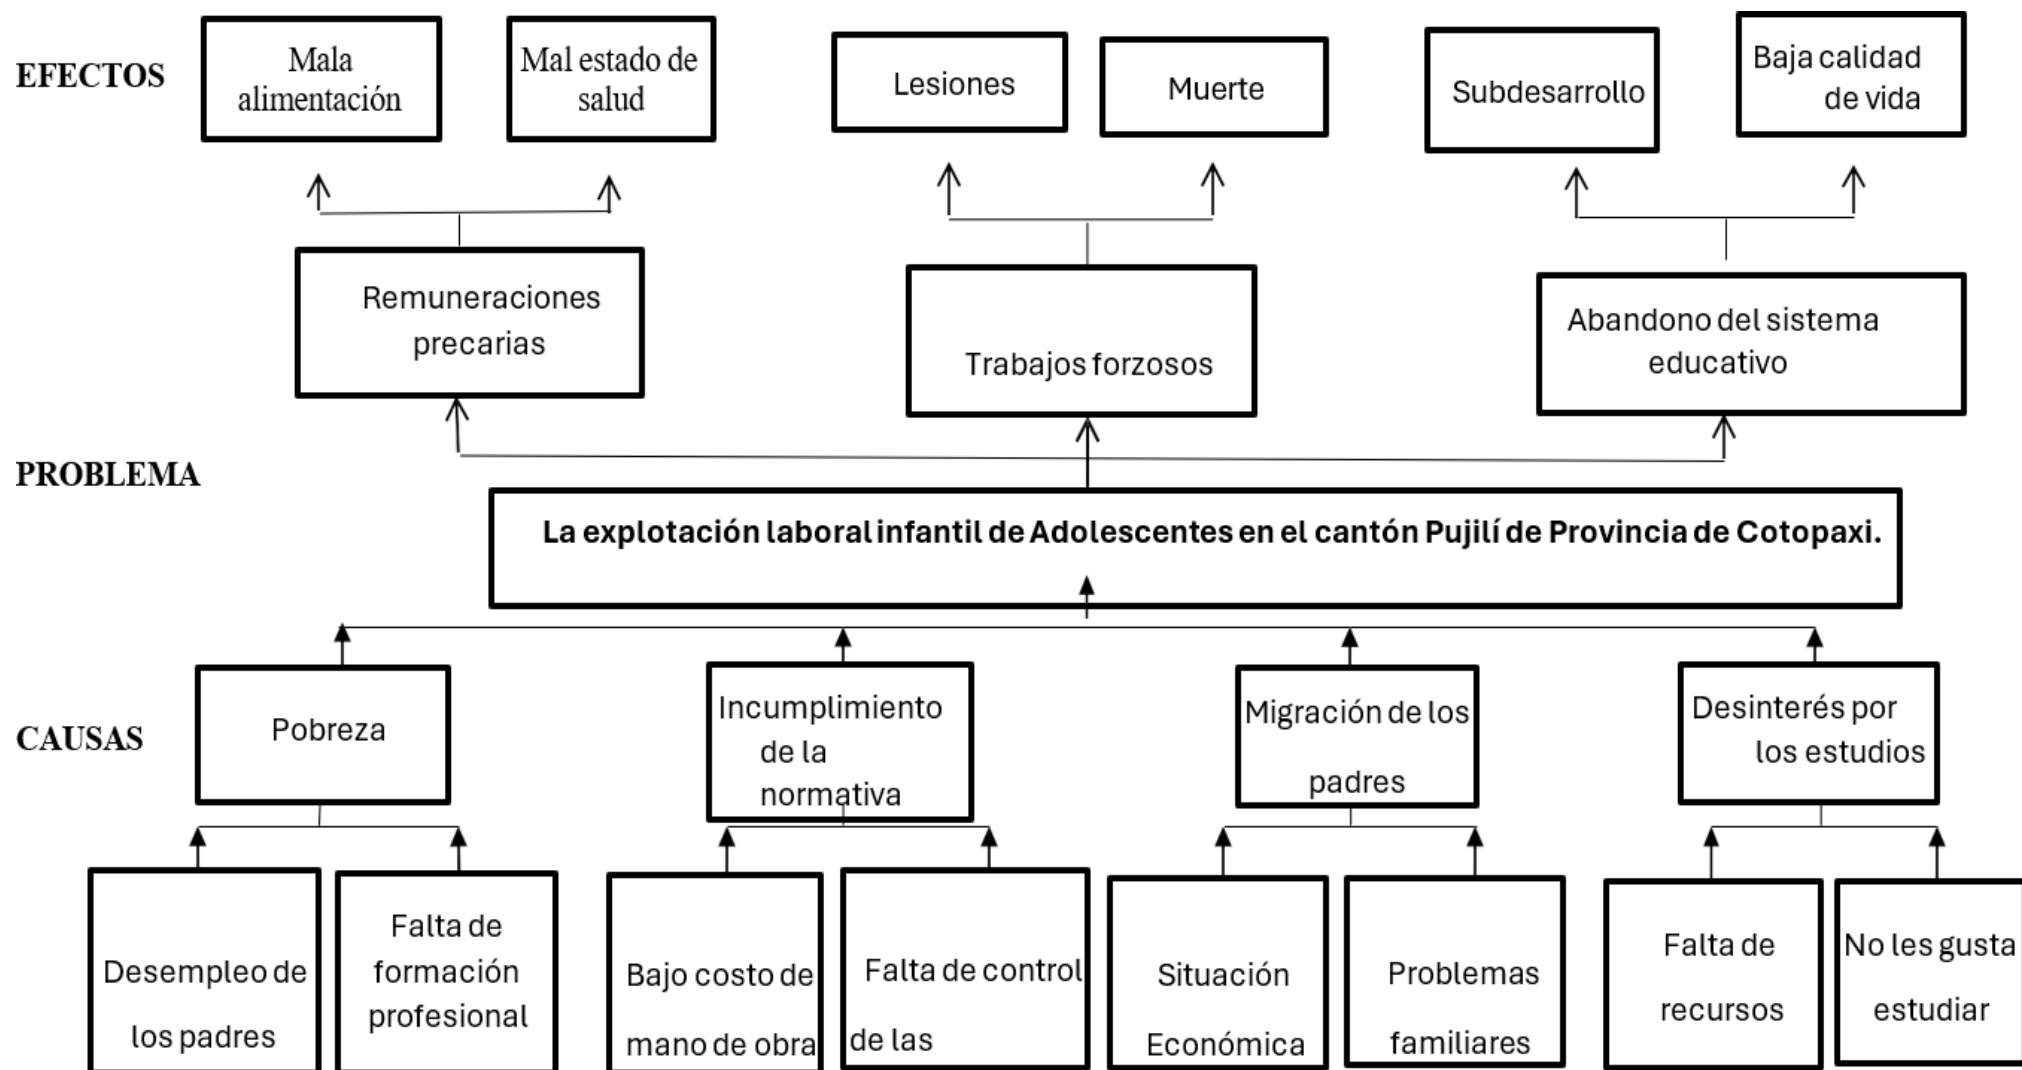 EFECTOS
Mala
alimentación
Mal estado de
salud
Lesiones
Muerte
Subdesarrollo
Baja calidad
de vida
Remuneraciones
precarias
Trabajos forzosos
Abandono del sistema
educativo
PROBLEMA
La explotación laboral infantil de Adolescentes en el cantón Pujilí de Provincia de Cotopaxi.
CAUSAS
Pobreza
Incumplimiento
de la
normativa
Migración de los
padres
Desinterés por
los estudios
Desempleo de
los padres
Falta de
formación
profesional
Bajo costo de
mano de obra
Falta de control
de las
Situación
Económica
Problemas
familiares
Falta de
recursos
No les gusta
estudiar